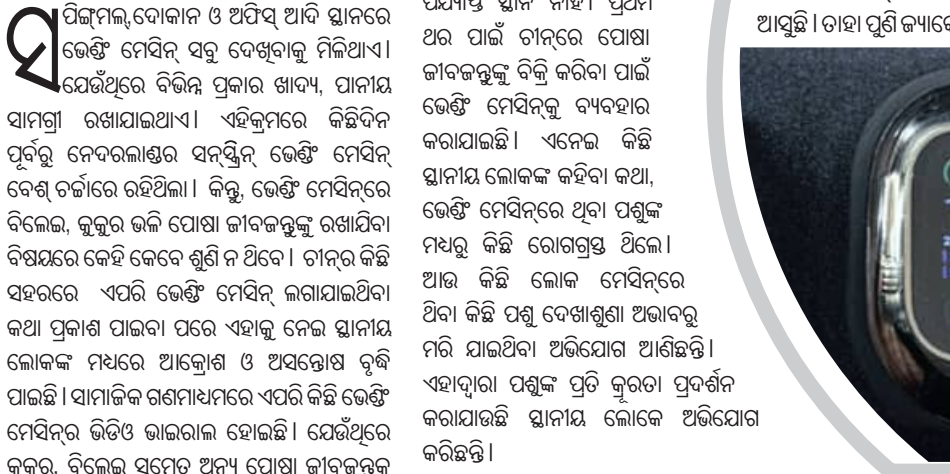 ସପିଙ୍ଗ୍‌ମଲ୍,ଦୋକାନ ଓ ଅଫିସ୍ ଆଦି ସ୍ଥାନରେ
ଭେଣ୍ଡିଂ ମେସିନ୍ ସବୁ ଦେଖିବାକୁ ମିଳିଥାଏ।
ଯେଉଁଥିରେ ବିଭିନ୍ନ ପ୍ରକାର ଖାଦ୍ୟ, ପାନୀୟ
ସାମଗ୍ରୀ ରଖାଯାଇଥାଏ। ଏହିକ୍ରମରେ କିଛିଦିନ
ପୂର୍ବରୁ ନେଦରଲାଣ୍ଡର ସନ୍‌ସ୍କ୍ରିନ୍ ଭେଣ୍ଡିଂ ମେସିନ୍
ବେଶ୍ ଚର୍ଚ୍ଚାରେ ରହିଥିଲା। କିନ୍ତୁ, ଭେଣ୍ଡିଂ ମେସିନ୍‌ରେ
ବିଲେଇ, କୁକୁର ଭଳି ପୋଷା ଜୀବଜନ୍ତୁଙ୍କୁ ରଖାଯିବା
ବିଷୟରେ କେହି କେବେ ଶୁଣି ନ ଥିବେ। ଚୀନ୍‌ର କିଛି
ସହରରେ ଏପରି ଭେଣ୍ଡିଂ ମେସିନ୍ ଲଗାଯାଇଥିବା
କଥା ପ୍ରକାଶ ପାଇବା ପରେ ଏହାକୁ ନେଇ ସ୍ଥାନୀୟ
ଲୋକଙ୍କ ମଧ୍ୟରେ ଆକ୍ରୋଶ ଓ ଅସନ୍ତୋଷ ବୃଦ୍ଧି
ପାଇଛି। ସାମାଜିକ ଗଣମାଧ୍ୟମରେ ଏପରି କିଛି ଭେଣ୍ଡିଂ
ମେସିନ୍‌ର ଭିଡିଓ ଭାଇରାଲ ହୋଇଛି। ଯେଉଁଥିରେ
କୁକୁର, ବିଲେଇ ସମେତ ଅନ୍ୟ ପୋଷା ଜୀବଜନ୍ତୁକୁ
ପର୍ଯ୍ୟାପ୍ତ ସ୍ଥାନ ନାହିଁ। ପ୍ରଥମ
ଥର ପାଇଁ ଚୀନ୍‌ରେ ପୋଷା
ଜୀବଜନ୍ତୁଙ୍କୁ ବିକ୍ରି କରିବା ପାଇଁ
ଭେଣ୍ଡିଂ ମେସିନ୍‌କୁ ବ୍ୟବହାର
କରାଯାଇଛି। ଏନେଇ କିଛି
ସ୍ଥାନୀୟ ଲୋକଙ୍କ କହିବା କଥା,
ଭେଣ୍ଡିଂ ମେସିନ୍‌ରେ ଥିବା ପଶୁଙ୍କ
ମଧ୍ୟରୁ କିଛି ରୋଗଗ୍ରସ୍ତ ଥିଲେ।
ଆଉ କିଛି ଲୋକ ମେସିନ୍‌ରେ
ଥିବା କିଛି ପଶୁ ଦେଖାଶୁଣା ଅଭାବରୁ
ମରି ଯାଇଥିବା ଅଭିଯୋଗ ଆଣିଛନ୍ତି।
ଏହାଦ୍ୱାରା ପଶୁଙ୍କ ପ୍ରତି କ୍ରୂରତା ପ୍ରଦର୍ଶନ
କରାଯାଉଛି ସ୍ଥାନୀୟ ଲୋକେ ଅଭିଯୋଗ
କରିଛନ୍ତି।
ଆସୁଛି। ତାହା ପୁଣି